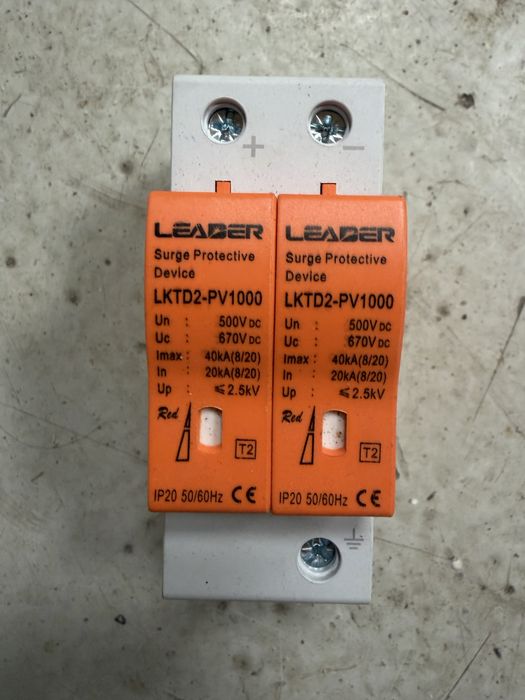 + −
LEADER
Surge Protective
Device
LKTD2-PV1000
Un : 500V DC
Uc : 670V DC
Imax : 40kA(8/20)
In : 20kA(8/20)
Up : ≤2.5kV
Red
T2
IP20 50/60Hz CE
LEADER
Surge Protective
Device
LKTD2-PV1000
Un : 500V DC
Uc : 670V DC
Imax : 40kA(8/20)
In : 20kA(8/20)
Up : ≤2.5kV
Red
T2
IP20 50/60Hz CE